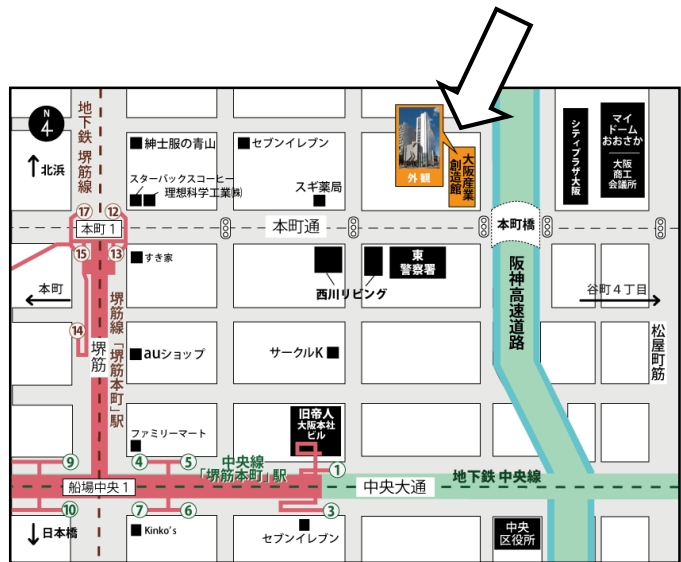 N
地下鉄 堺筋線
↑北浜
紳士服の青山
セブンイレブン
スターバックスコーヒー
理想科学工業㈱
スギ薬局
外観
大阪産業
創造館
シティプラザ大阪
マイ
ドーム
おおさか
大阪
商工
会議所
⑰
⑫
本町1
本町通
本町橋
⑮
⑬
すき家
西川リビング
東
警察署
阪神高速道路
本町
谷町4丁目
堺筋線「堺筋本町」駅
⑭
堺筋
auショップ
サークルK
松屋町筋
旧帝人
大阪本社
ビル
ファミリーマート
⑨
④
⑤
中央線
「堺筋本町」駅
①
地下鉄 中央線
船場中央1
中央大通
⑩
⑦
⑥
③
↓日本橋
Kinko's
セブンイレブン
中央
区役所